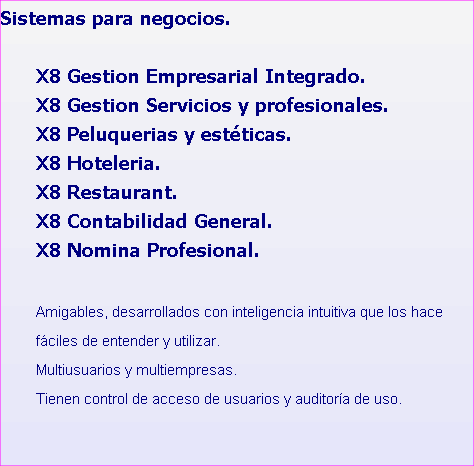 Sistemas para negocios.
X8 Gestion Empresarial Integrado.
X8 Gestion Servicios y profesionales.
X8 Peluquerias y estéticas.
X8 Hoteleria.
X8 Restaurant.
X8 Contabilidad General.
X8 Nomina Profesional.
Amigables, desarrollados con inteligencia intuitiva que los hace
fáciles de entender y utilizar.
Multiusuarios y multiempresas.
Tienen control de acceso de usuarios y auditoría de uso.